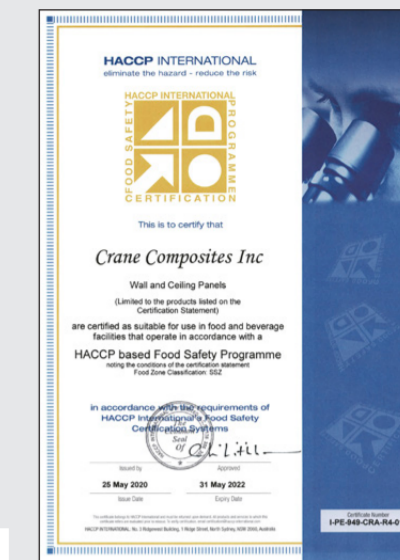 HACCP INTERNATIONAL
eliminate the hazard - reduce the risk
HACCP INTERNATIONAL
FOOD SAFETY
PROGRAMME
CERTIFICATION
This is to certify that
Crane Composites Inc
Wall and Ceiling Panels
(Limited to the products listed on the
Certification Statement)
are certified as suitable for use in food and beverage
facilities that operate in accordance with a
HACCP based Food Safety Programme
noting the conditions of the certification statement
Food Zone Classification: SSZ
in accordance with the requirements of
HACCP International's Food Safety
Certification Systems
The
Seal
Of
Issued by
Approved
25 May 2020
31 May 2022
Issue Date
Expiry Date
Certificate Number
I-PE-949-CRA-R4-0